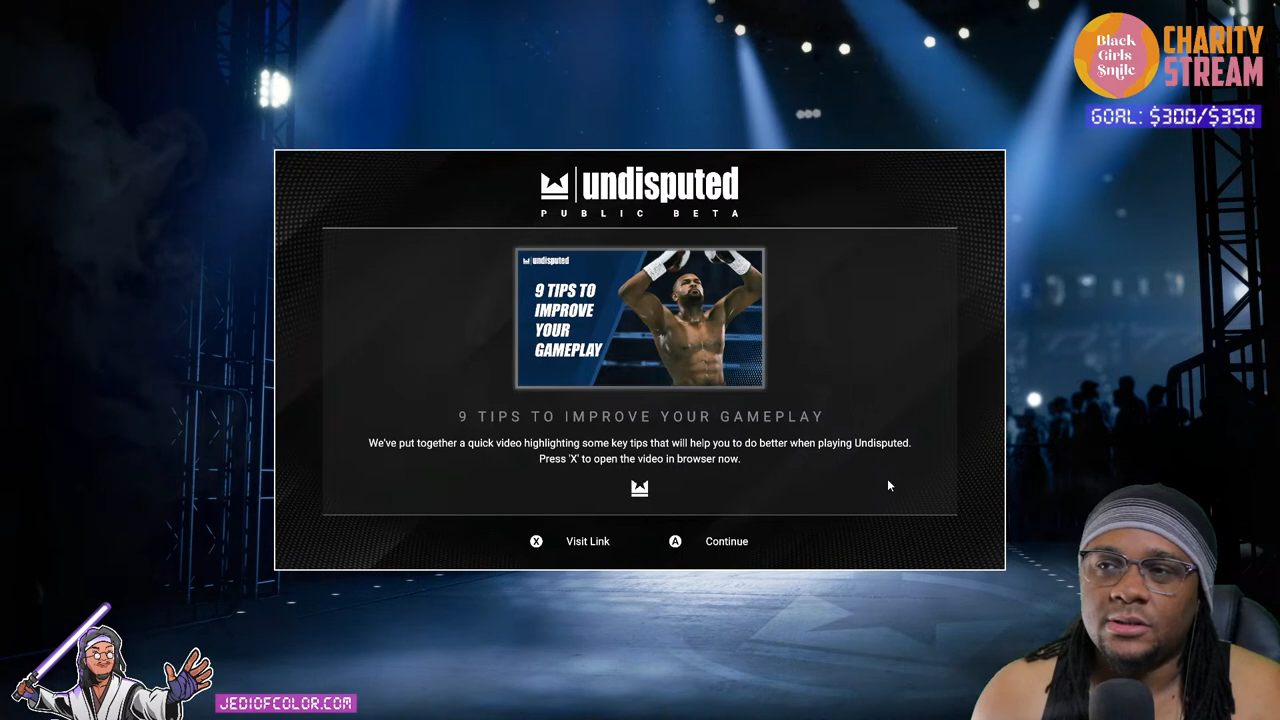 Black
Girls
Smile
CHARITY
STREAM
GOAL: $300/$350
undisputed
PUBLIC BETA
undisputed
9 TIPS TO
IMPROVE
YOUR
GAMEPLAY
9 TIPS TO IMPROVE YOUR GAMEPLAY
We've put together a quick video highlighting some key tips that will help you to do better when playing Undisputed.
Press 'X' to open the video in browser now.
X Visit Link A Continue
JEDIOFCOLOR.COM